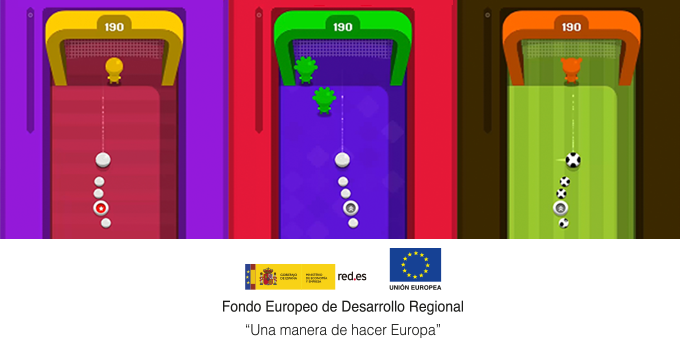 190
190
190
GOBIERNO
DE ESPAÑA
MINISTERIO
DE ECONOMÍA
Y EMPRESA
red.es
UNIÓN EUROPEA
Fondo Europeo de Desarrollo Regional
“Una manera de hacer Europa”